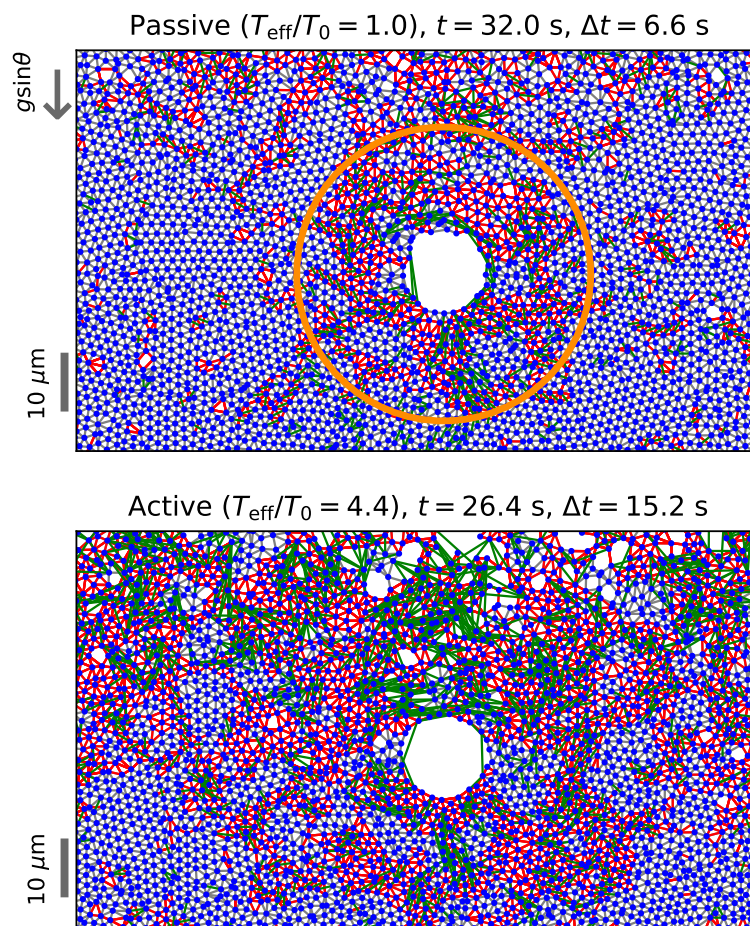 Passive (T_eff/T_0 = 1.0), t = 32.0 s, Δt = 6.6 s
g sinθ
10 μm
Active (T_eff/T_0 = 4.4), t = 26.4 s, Δt = 15.2 s
10 μm